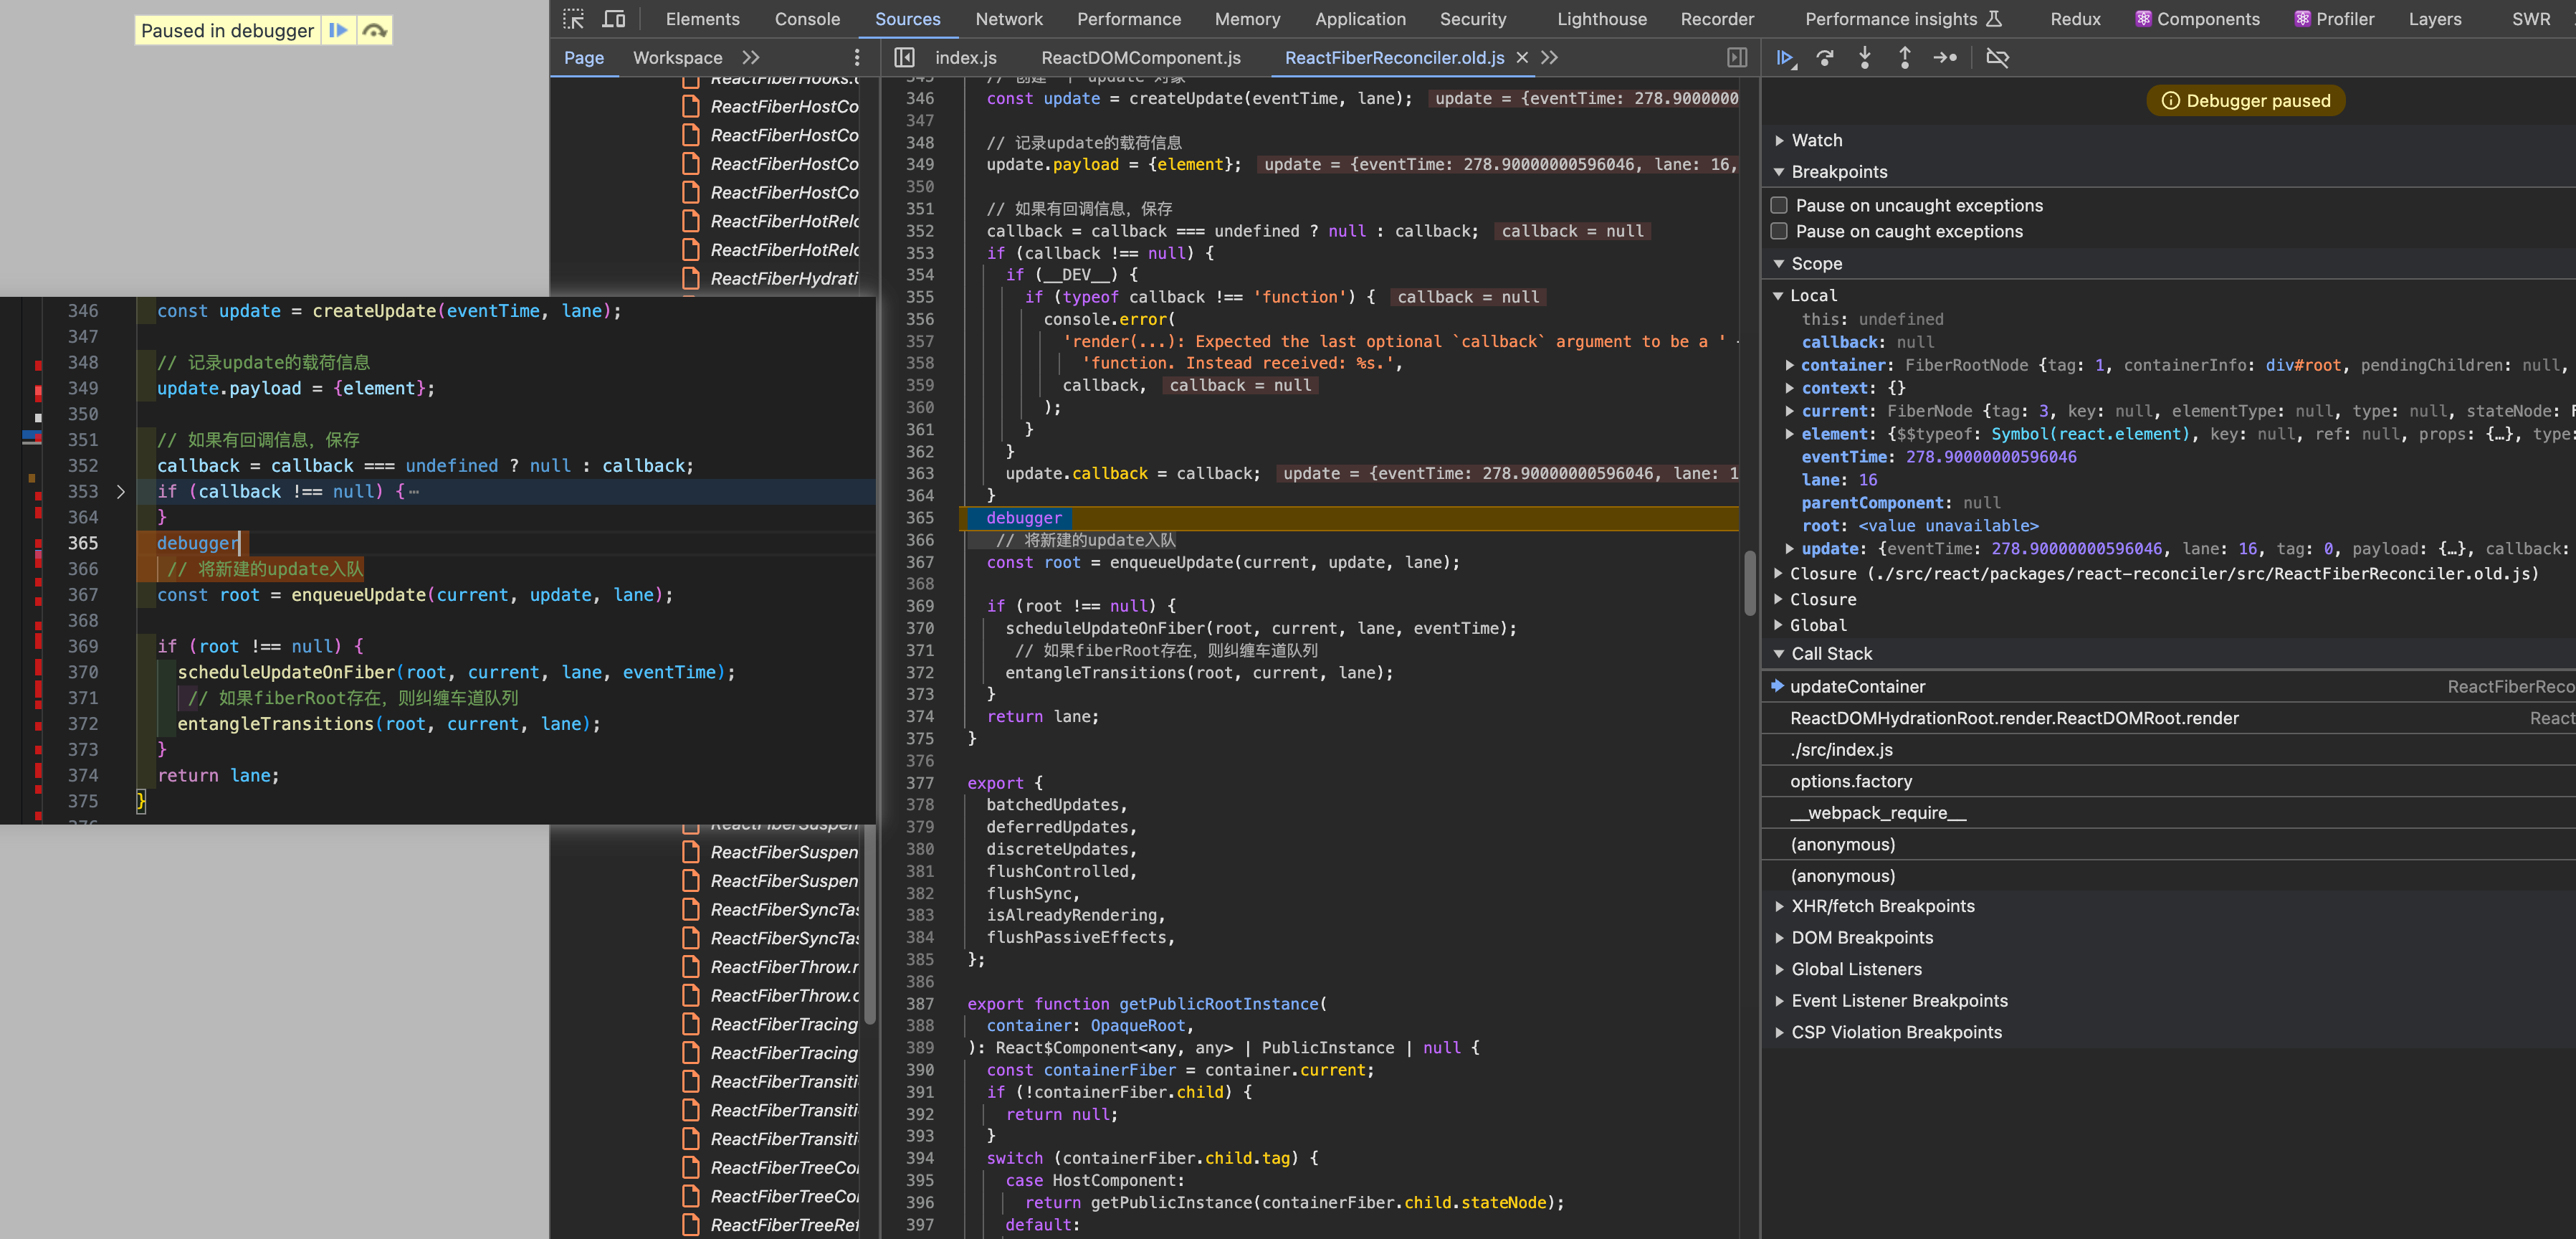 Paused in debugger
Elements Console Sources Network Performance Memory Application Security Lighthouse Recorder Performance insights Redux Components Profiler Layers SWR
Page Workspace
index.js ReactDOMComponent.js ReactFiberReconciler.old.js
ReactFiberHooks.
ReactFiberHostCo
ReactFiberHostCo
ReactFiberHostCo
ReactFiberHostCo
ReactFiberHotRelo
ReactFiberHotRelo
ReactFiberHydrati
346 const update = createUpdate(eventTime, lane);
347
348 // 记录update的载荷信息
349 update.payload = {element};
350
351 // 如果有回调信息，保存
352 callback = callback === undefined ? null : callback;
353 if (callback !== null) {…
364 }
365 debugger
366 // 将新建的update入队
367 const root = enqueueUpdate(current, update, lane);
368
369 if (root !== null) {
370 scheduleUpdateOnFiber(root, current, lane, eventTime);
371 // 如果fiberRoot存在，则纠缠车道队列
372 entangleTransitions(root, current, lane);
373 }
374 return lane;
375 }
ReactFiberSuspen
ReactFiberSuspen
ReactFiberSuspen
ReactFiberSyncTas
ReactFiberSyncTas
ReactFiberThrow.
ReactFiberThrow.
ReactFiberTracing
ReactFiberTracing
ReactFiberTransiti
ReactFiberTransiti
ReactFiberTransiti
ReactFiberTreeCo
ReactFiberTreeCo
ReactFiberTreeRef
345 // 创建一个 update 对象
346 const update = createUpdate(eventTime, lane); update = {eventTime: 278.9000000
347
348 // 记录update的载荷信息
349 update.payload = {element}; update = {eventTime: 278.90000000596046, lane: 16,
350
351 // 如果有回调信息，保存
352 callback = callback === undefined ? null : callback; callback = null
353 if (callback !== null) {
354 if (__DEV__) {
355 if (typeof callback !== 'function') { callback = null
356 console.error(
357 'render(...): Expected the last optional `callback` argument to be a '
358 'function. Instead received: %s.',
359 callback, callback = null
360 );
361 }
362 }
363 update.callback = callback; update = {eventTime: 278.90000000596046, lane: 1
364 }
365 debugger
366 // 将新建的update入队
367 const root = enqueueUpdate(current, update, lane);
368
369 if (root !== null) {
370 scheduleUpdateOnFiber(root, current, lane, eventTime);
371 // 如果fiberRoot存在，则纠缠车道队列
372 entangleTransitions(root, current, lane);
373 }
374 return lane;
375 }
376
377 export {
378 batchedUpdates,
379 deferredUpdates,
380 discreteUpdates,
381 flushControlled,
382 flushSync,
383 isAlreadyRendering,
384 flushPassiveEffects,
385 };
386
387 export function getPublicRootInstance(
388 container: OpaqueRoot,
389 ): React$Component<any, any> | PublicInstance | null {
390 const containerFiber = container.current;
391 if (!containerFiber.child) {
392 return null;
393 }
394 switch (containerFiber.child.tag) {
395 case HostComponent:
396 return getPublicInstance(containerFiber.child.stateNode);
397 default:
Debugger paused
Watch
Breakpoints
Pause on uncaught exceptions
Pause on caught exceptions
Scope
Local
this: undefined
callback: null
container: FiberRootNode {tag: 1, containerInfo: div#root, pendingChildren: null,
context: {}
current: FiberNode {tag: 3, key: null, elementType: null, type: null, stateNode: F
element: {$$typeof: Symbol(react.element), key: null, ref: null, props: {…}, type:
eventTime: 278.90000000596046
lane: 16
parentComponent: null
root: <value unavailable>
update: {eventTime: 278.90000000596046, lane: 16, tag: 0, payload: {…}, callback:
Closure (./src/react/packages/react-reconciler/src/ReactFiberReconciler.old.js)
Closure
Global
Call Stack
updateContainer ReactFiberReco
ReactDOMHydrationRoot.render.ReactDOMRoot.render React
./src/index.js
options.factory
__webpack_require__
(anonymous)
(anonymous)
XHR/fetch Breakpoints
DOM Breakpoints
Global Listeners
Event Listener Breakpoints
CSP Violation Breakpoints